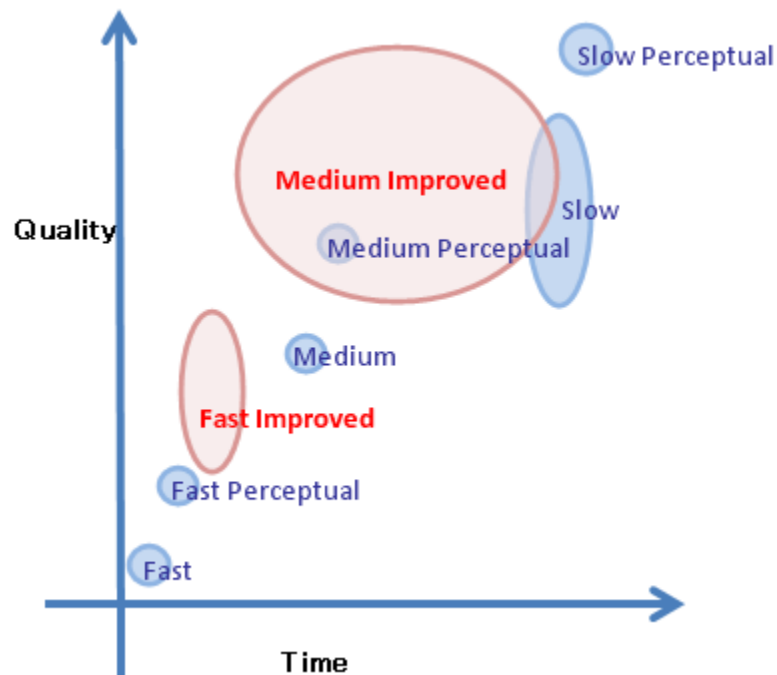 Slow Perceptual
Medium Improved
Slow
Quality
Medium Perceptual
Medium
Fast Improved
Fast Perceptual
Fast
Time